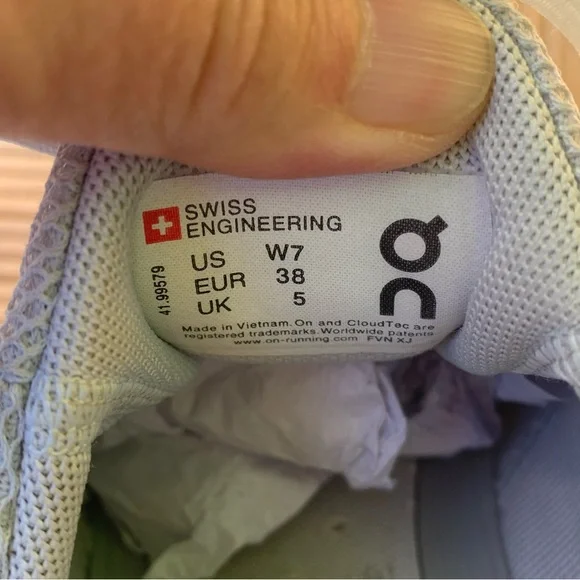 SWISS
ENGINEERING
US W7
EUR 38
UK 5
41.99579
Made in Vietnam. On and CloudTec are
registered trademarks. Worldwide patents
www.on-running.com FVN XJ